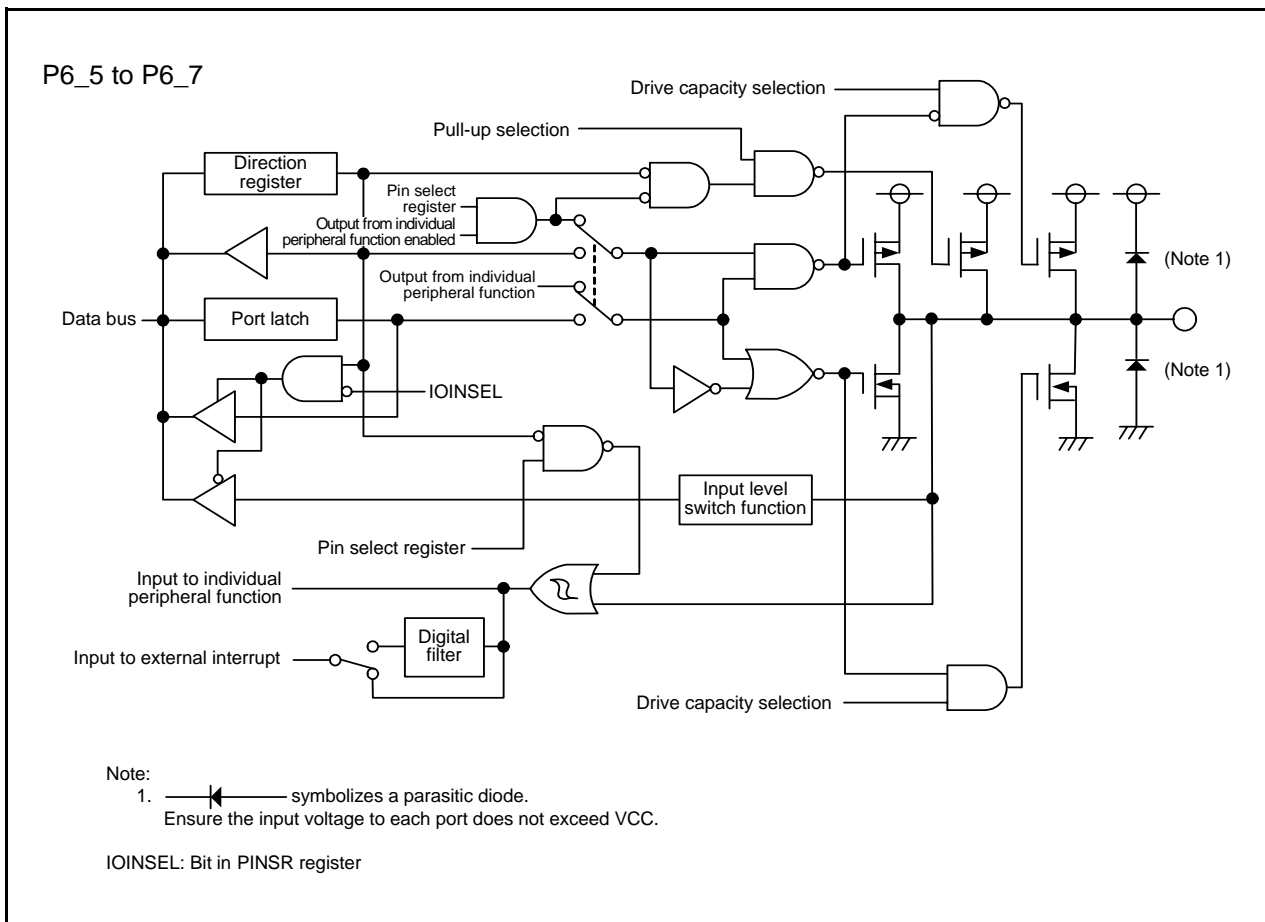 P6_5 to P6_7
Drive capacity selection
Pull-up selection
Direction
register
Pin select
register
Output from individual
peripheral function enabled
Output from individual
peripheral function
(Note 1)
Data bus
Port latch
(Note 1)
IOINSEL
Input level
switch function
Pin select register
Input to individual
peripheral function
Digital
filter
Input to external interrupt
Drive capacity selection
Note:
1. symbolizes a parasitic diode.
Ensure the input voltage to each port does not exceed VCC.
IOINSEL: Bit in PINSR register